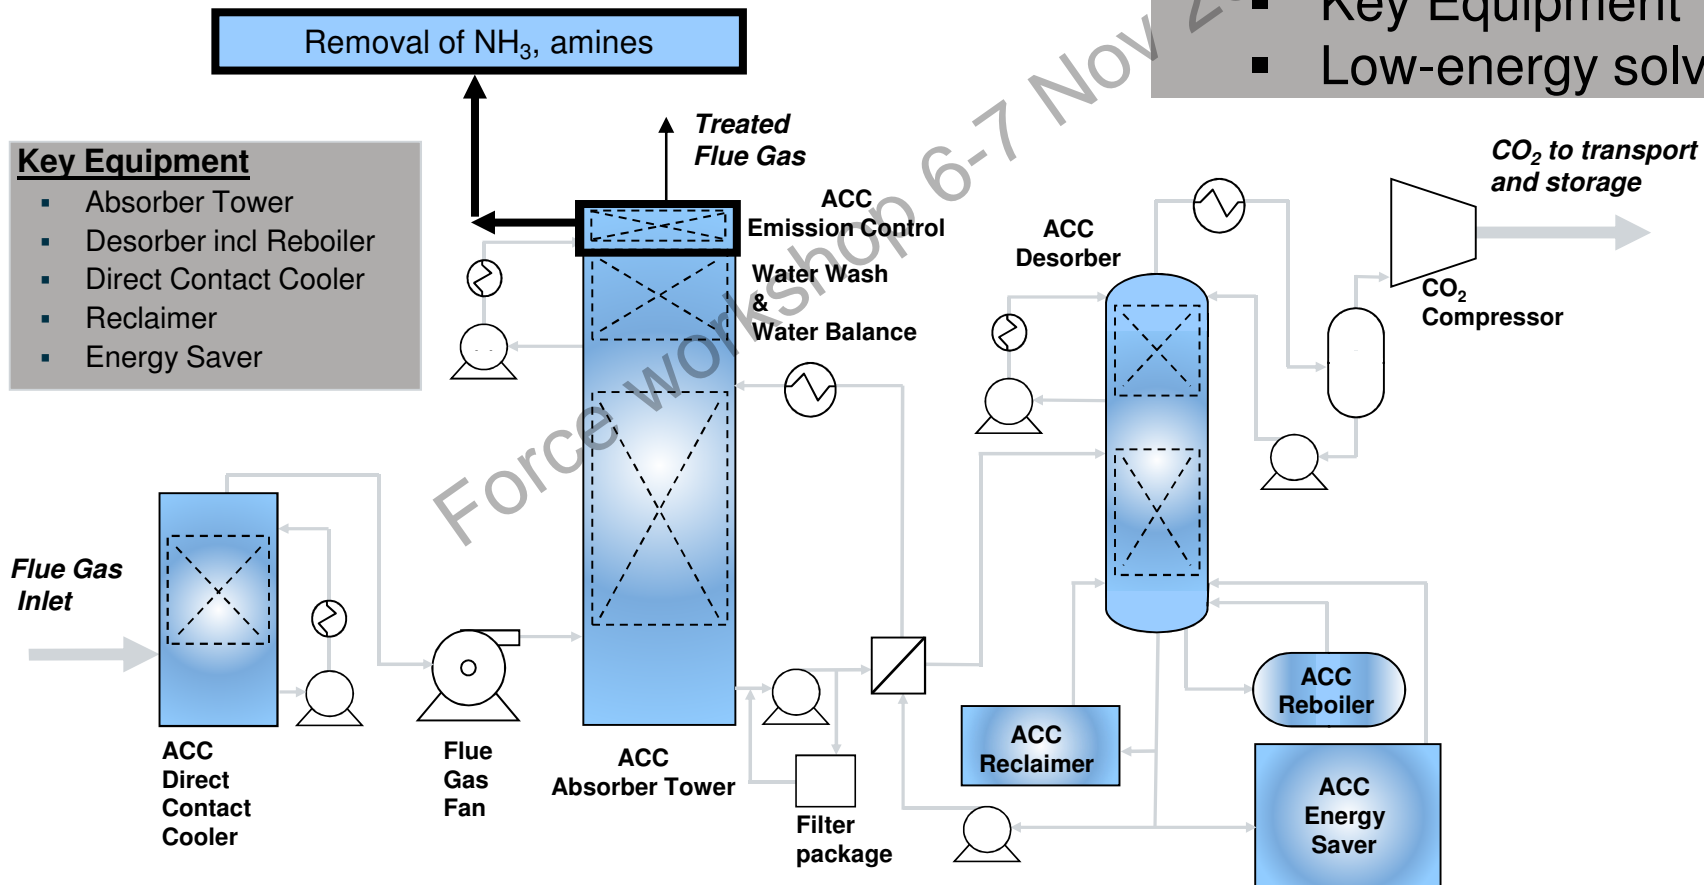 Key Equipment
Low-energy
Removal of NH3, amines
Treated
Flue Gas
Key Equipment
Absorber Tower
Desorber incl Reboiler
Direct Contact Cooler
Reclaimer
Energy Saver
ACC
Emission Control
Water Wash
&
Water Balance
ACC
Desorber
CO2 to transport
and storage
CO2
Compressor
Force workshop 6-7 Nov
Flue Gas
Inlet
ACC
Direct
Contact
Cooler
Flue
Gas
Fan
ACC
Absorber Tower
Filter
package
ACC
Reclaimer
ACC
Reboiler
ACC
Energy
Saver